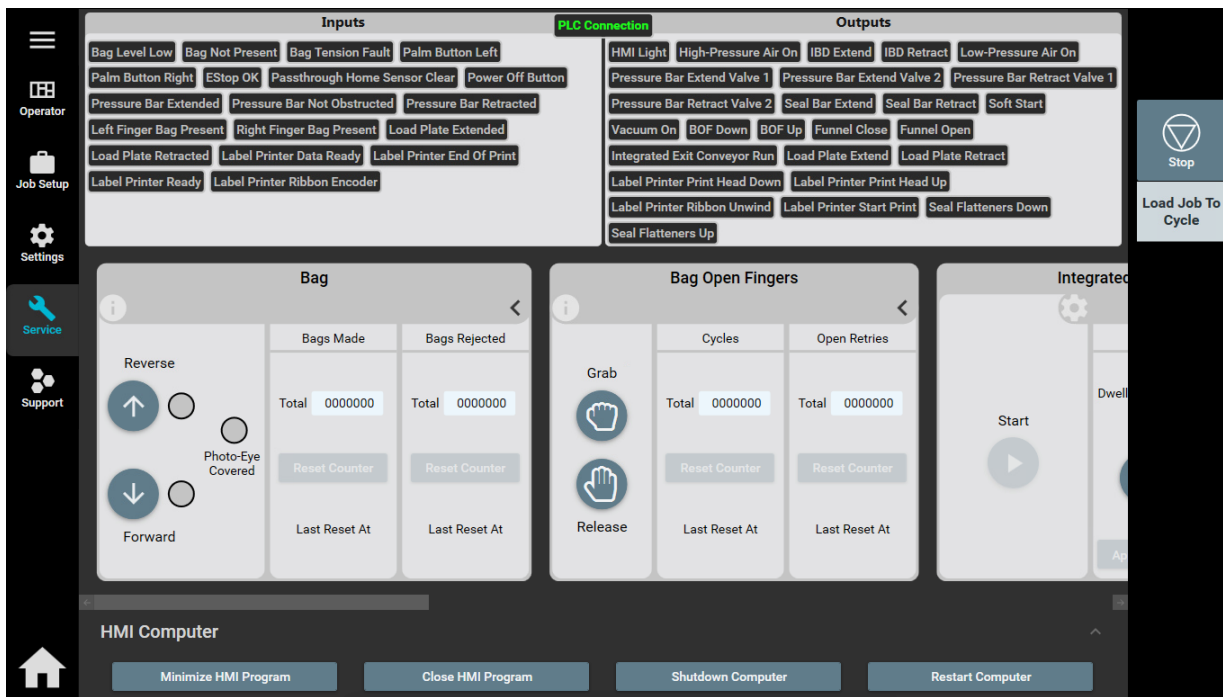 Inputs
PLC Connection
Outputs
Bag Level Low Bag Not Present Bag Tension Fault Palm Button Left
Palm Button Right EStop OK Passthrough Home Sensor Clear Power Off Button
Pressure Bar Extended Pressure Bar Not Obstructed Pressure Bar Retracted
Left Finger Bag Present Right Finger Bag Present Load Plate Extended
Load Plate Retracted Label Printer Data Ready Label Printer End Of Print
Label Printer Ready Label Printer Ribbon Encoder
HMI Light High-Pressure Air On IBD Extend IBD Retract Low-Pressure Air On
Pressure Bar Extend Valve 1 Pressure Bar Extend Valve 2 Pressure Bar Retract Valve 1
Pressure Bar Retract Valve 2 Seal Bar Extend Seal Bar Retract Soft Start
Vacuum On BOF Down BOF Up Funnel Close Funnel Open
Integrated Exit Conveyor Run Load Plate Extend Load Plate Retract
Label Printer Print Head Down Label Printer Print Head Up
Label Printer Ribbon Unwind Label Printer Start Print Seal Flatteners Down
Seal Flatteners Up
Operator
Job Setup
Settings
Service
Support
Stop
Load Job To
Cycle
Bag
Reverse
Photo-Eye
Covered
Forward
Bags Made
Total 0000000
Reset Counter
Last Reset At
Bags Rejected
Total 0000000
Reset Counter
Last Reset At
Bag Open Fingers
Grab
Release
Cycles
Total 0000000
Reset Counter
Last Reset At
Open Retries
Total 0000000
Reset Counter
Last Reset At
Integrated
Start
Dwell
Ap
HMI Computer
Minimize HMI Program
Close HMI Program
Shutdown Computer
Restart Computer